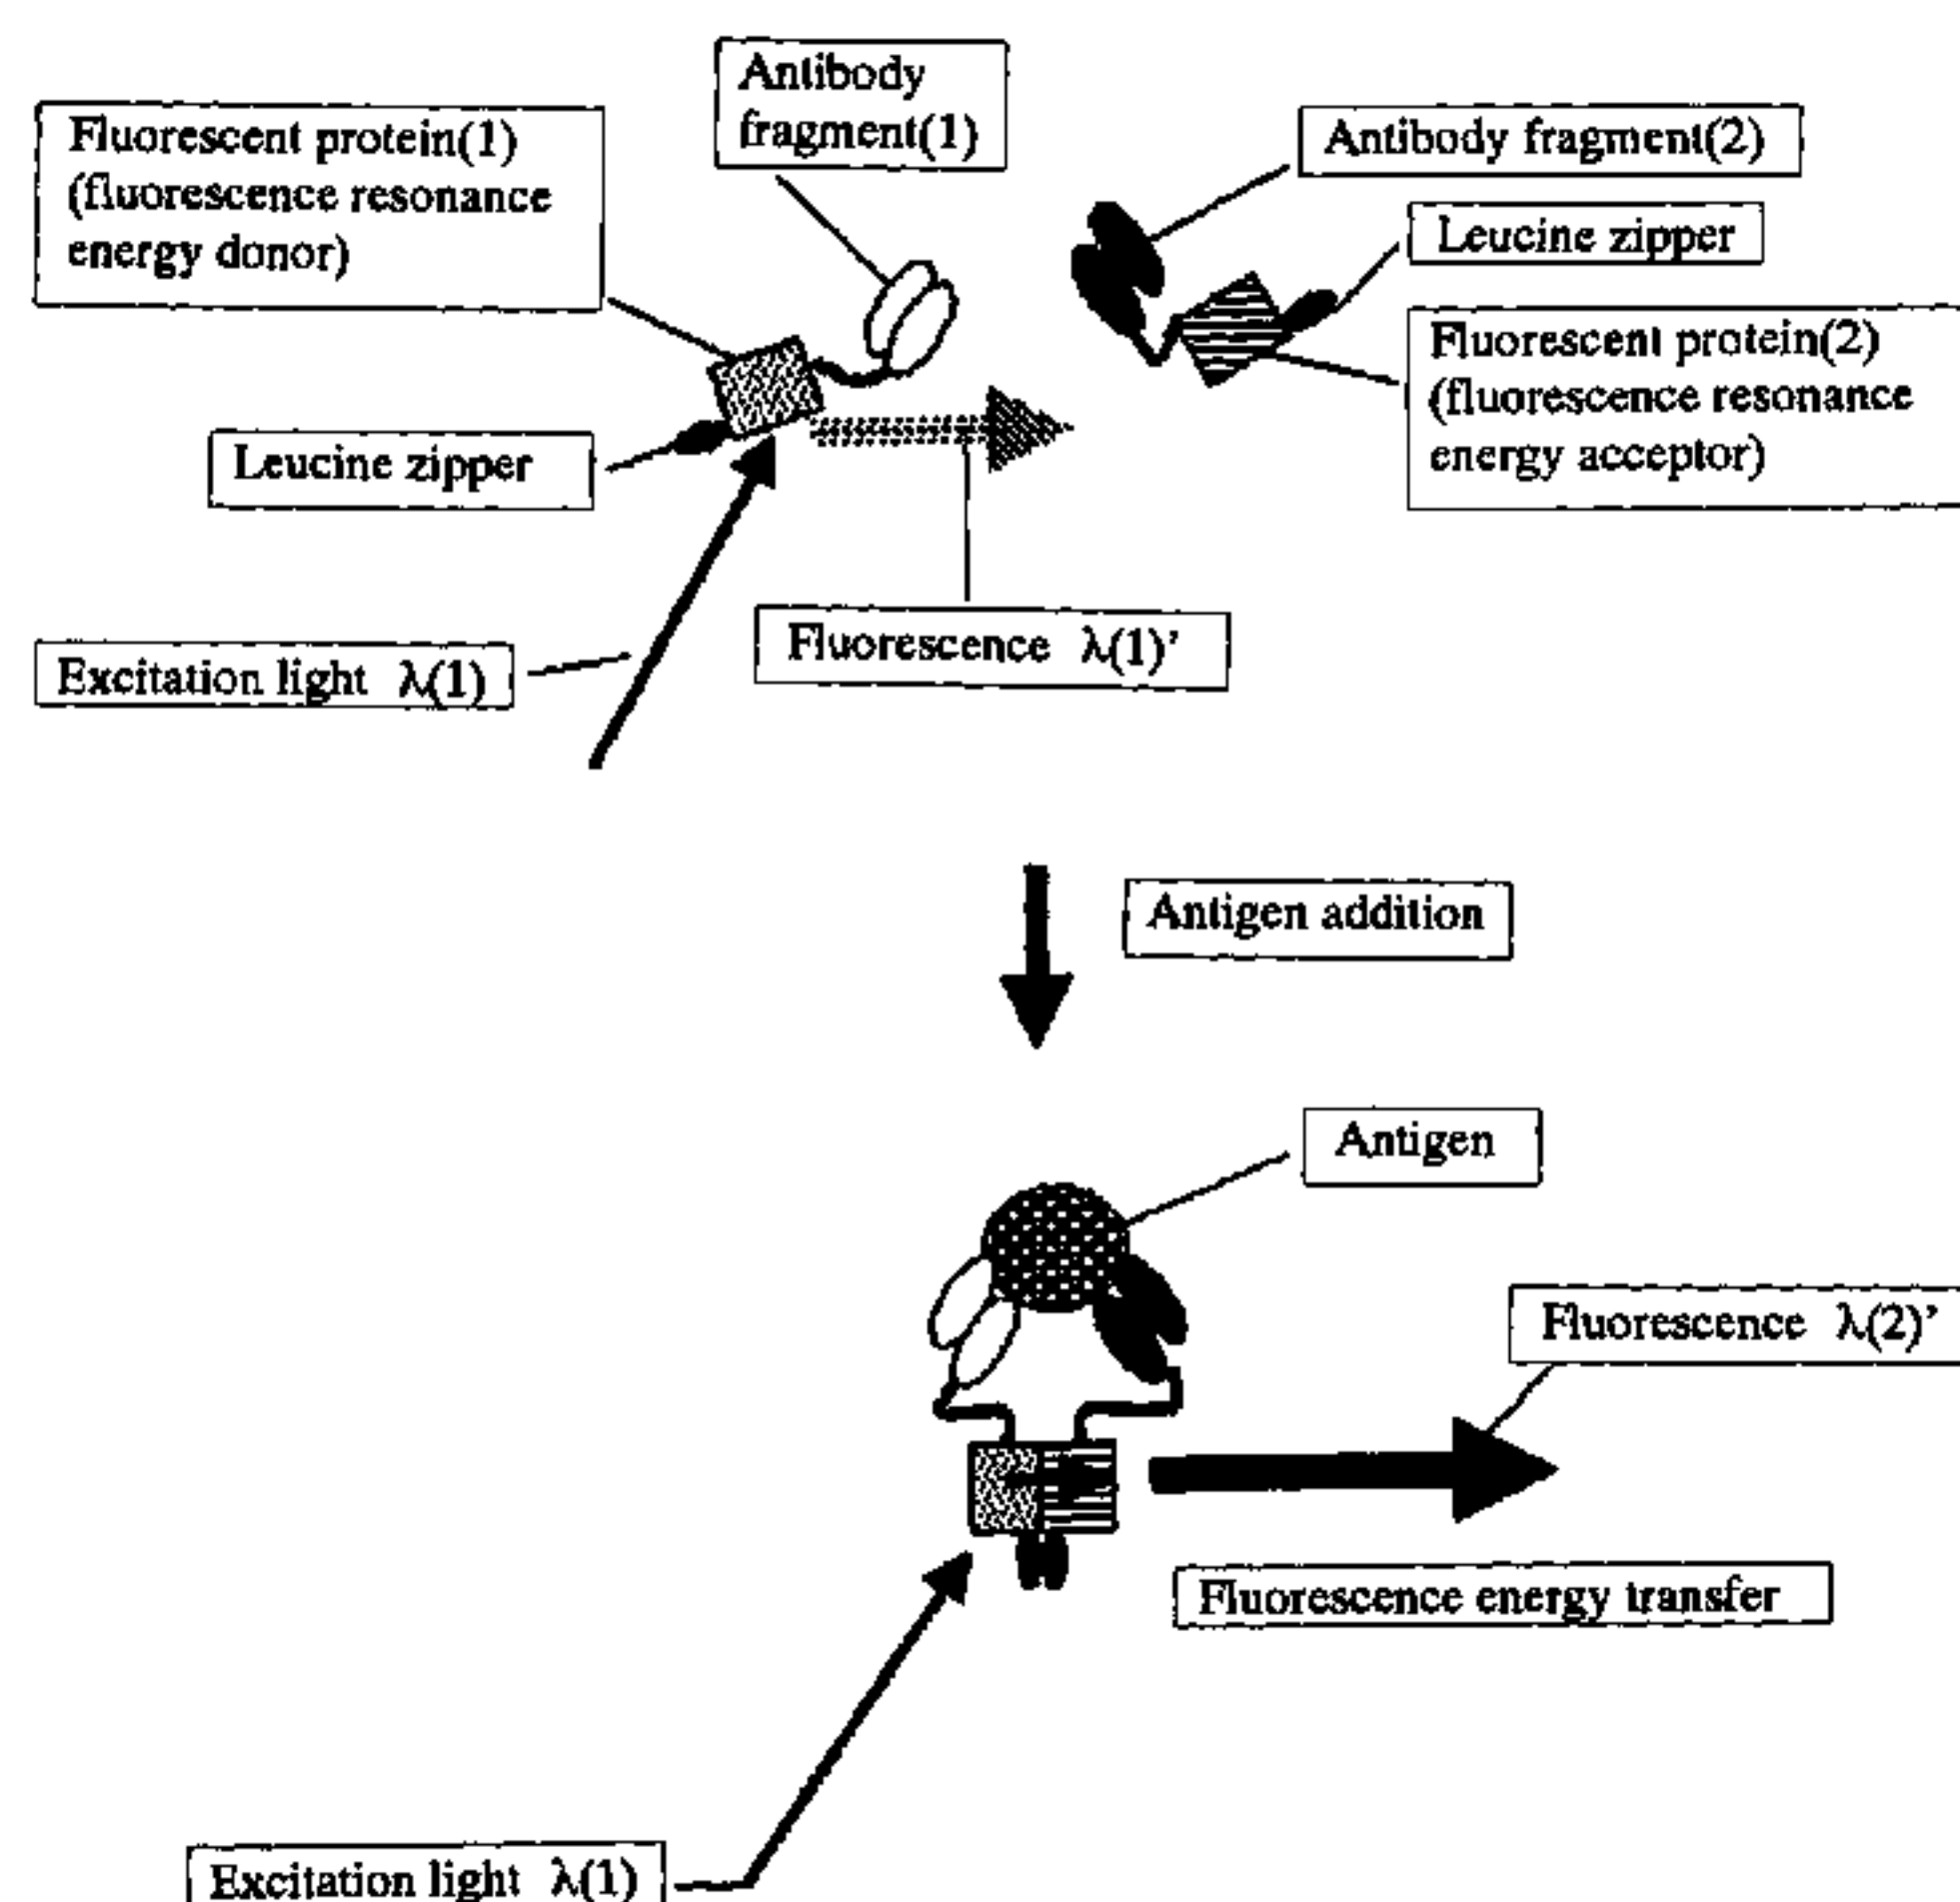 Antibody
fragment(1)
Fluorescent protein(1)
(fluorescence resonance
energy donor)
Antibody fragment(2)
Leucine zipper
Fluorescent protein(2)
(fluorescence resonance
energy acceptor)
Leucine zipper
Fluorescence λ(1)’
Excitation light λ(1)
Antigen addition
Antigen
Fluorescence λ(2)’
Fluorescence energy transfer
Excitation light λ(1)